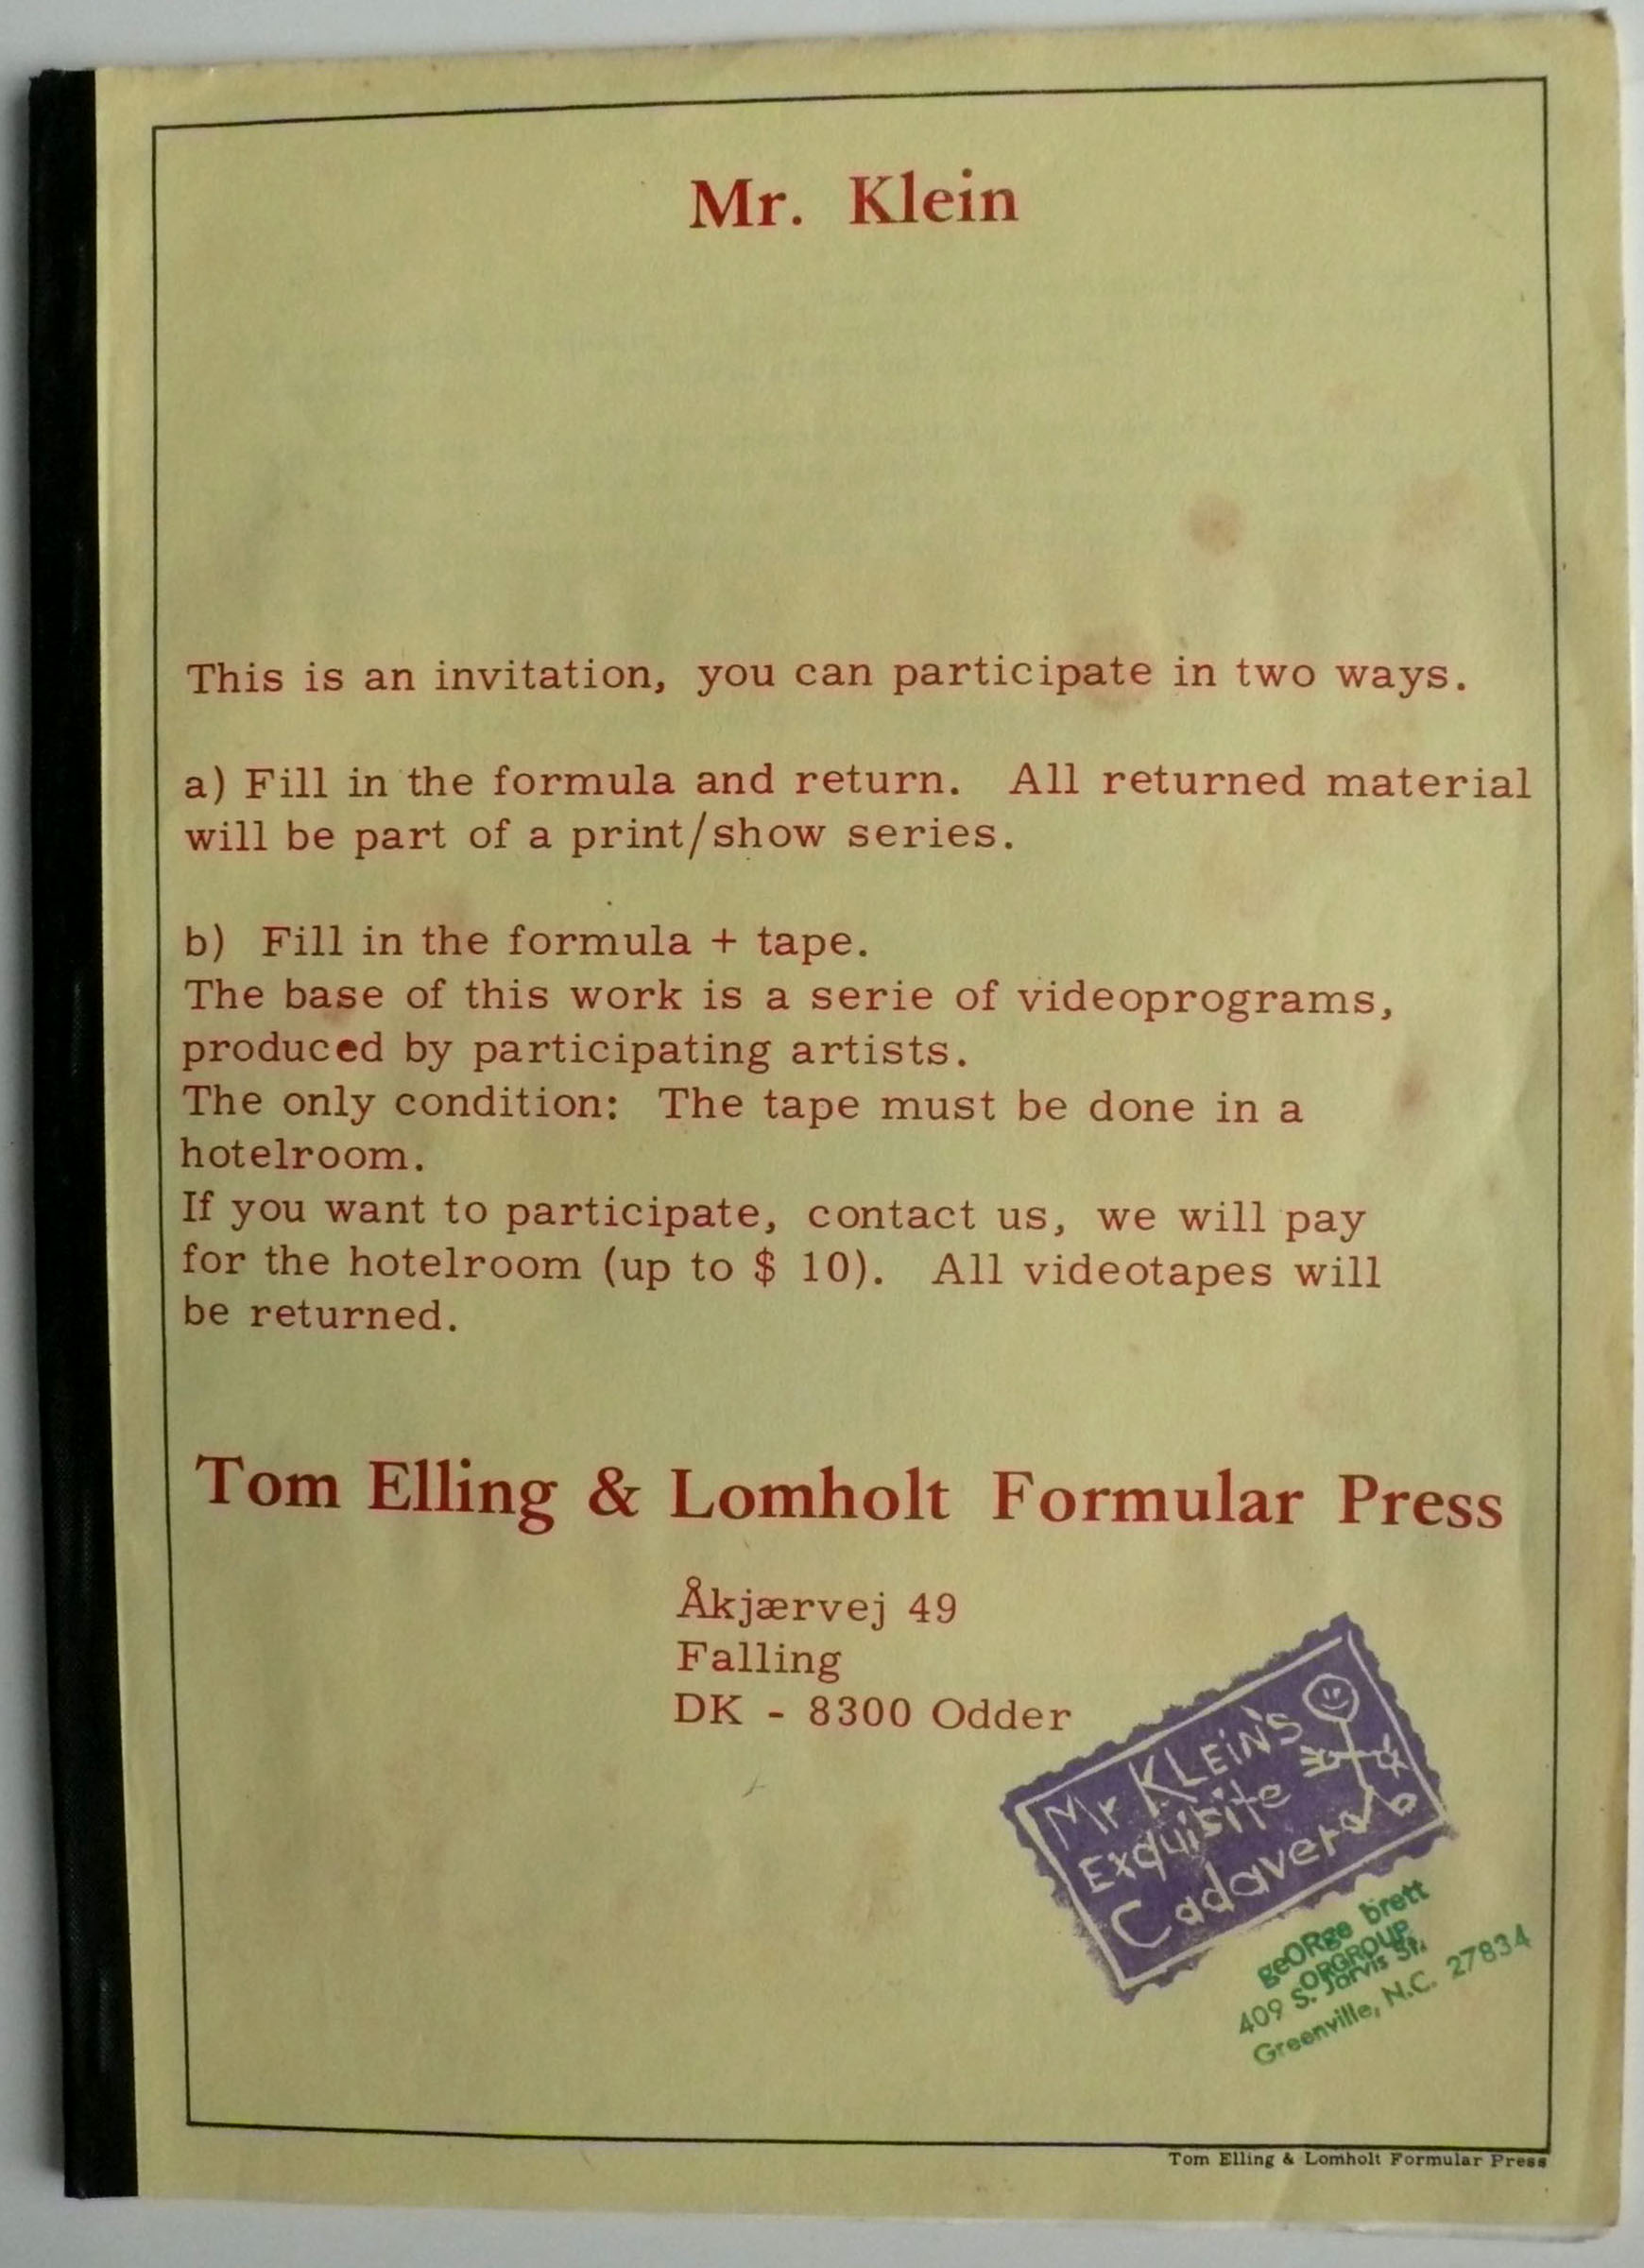 Mr. Klein
This is an invitation, you can participate in two ways.
a) Fill in the formula and return. All returned material
will be part of a print/show series.
b) Fill in the formula + tape.
The base of this work is a serie of videoprograms,
produced by participating artists.
The only condition: The tape must be done in a
hotelroom.
If you want to participate, contact us, we will pay
for the hotelroom (up to $ 10). All videotapes will
be returned.
Tom Elling & Lomholt Formular Press
Åkjærvej 49
Falling
DK - 8300 Odder
Mr KLEiN'S
Exquisite
Cadaver
geORge brett
ORGROUP
409 S. Jarvis St.
Greenville, N.C. 27834
Tom Elling & Lomholt Formular Press